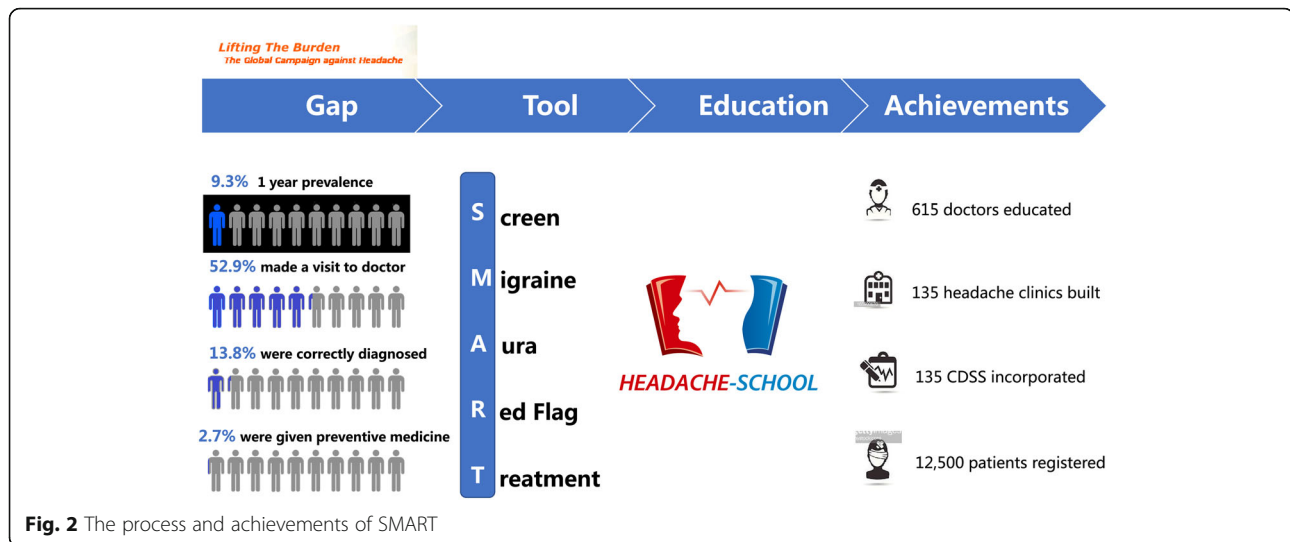 Lifting The Burden
The Global Campaign against Headache
Gap
Tool
Education
Achievements
9.3% 1 year prevalence
52.9% made a visit to doctor
13.8% were correctly diagnosed
2.7% were given preventive medicine
S creen
M igraine
A ura
R ed Flag
T reatment
HEADACHE-SCHOOL
615 doctors educated
135 headache clinics built
135 CDSS incorporated
12,500 patients registered
Fig. 2 The process and achievements of SMART